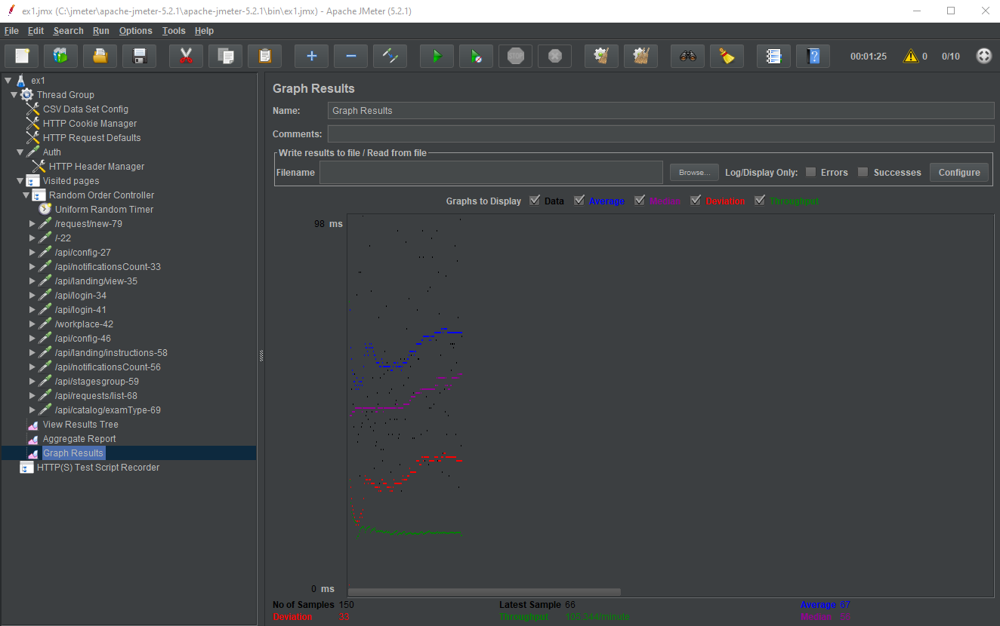 ex1.jmx (C:\jmeter\apache-jmeter-5.2.1\apache-jmeter-5.2.1\bin\ex1.jmx) - Apache JMeter (5.2.1)
File Edit Search Run Options Tools Help
STOP 00:01:25 0 0/10
ex1
Thread Group
CSV Data Set Config
HTTP Cookie Manager
HTTP Request Defaults
Auth
HTTP Header Manager
Visited pages
Random Order Controller
Uniform Random Timer
/request/new-79
/-22
/api/config-27
/api/notificationsCount-33
/api/landing/view-35
/api/login-34
/api/login-41
/workplace-42
/api/config-46
/api/landing/instructions-58
/api/notificationsCount-56
/api/stagesgroup-59
/api/requests/list-68
/api/catalog/examType-69
View Results Tree
Aggregate Report
Graph Results
HTTP(S) Test Script Recorder
Graph Results
Name: Graph Results
Comments:
Write results to file / Read from file
Filename Browse... Log/Display Only: Errors Successes Configure
Graphs to Display Data Average Median Deviation Throughput
98 ms
0 ms
No of Samples 150 Latest Sample 66 Average 67
Deviation 33 Throughput 105.344/minute Median